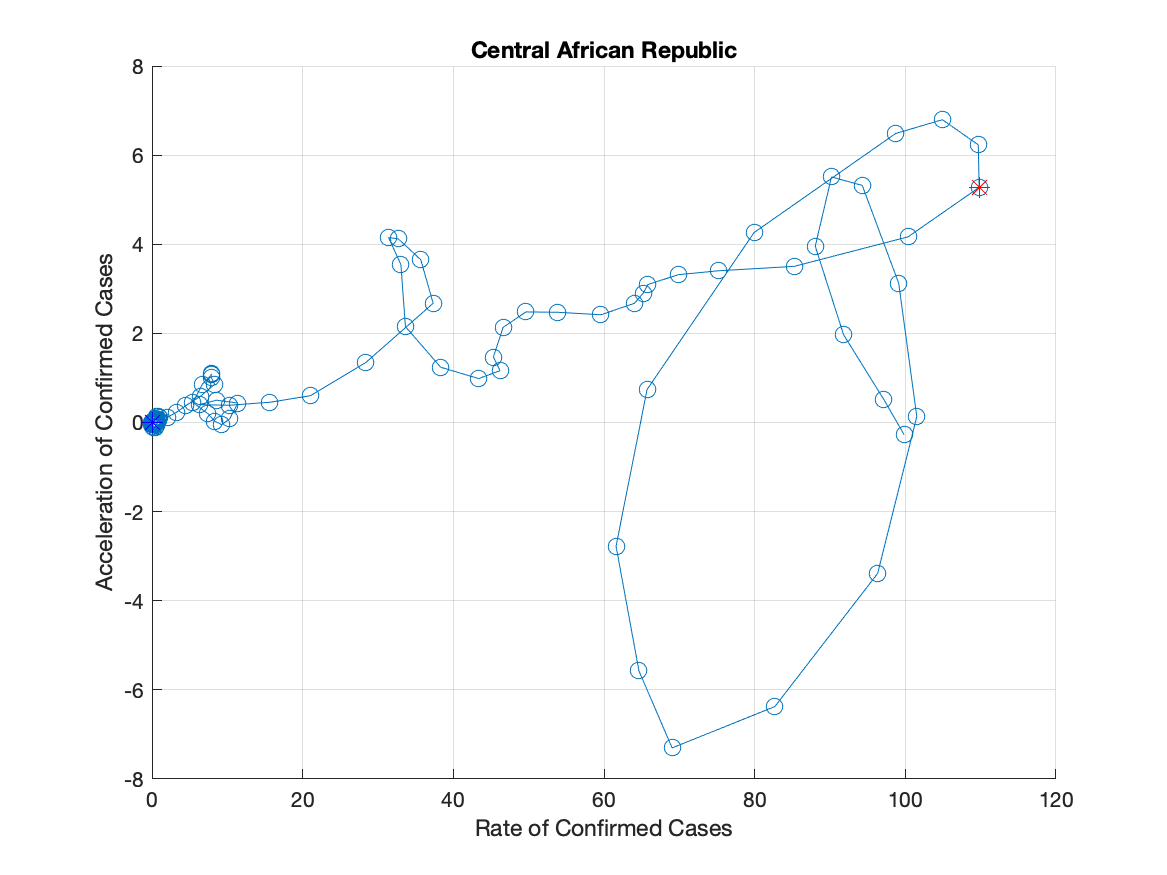 Central African Republic
8
6
4
2
0
-2
-4
-6
-8
0 20 40 60 80 100 120
Acceleration of Confirmed Cases
Rate of Confirmed Cases